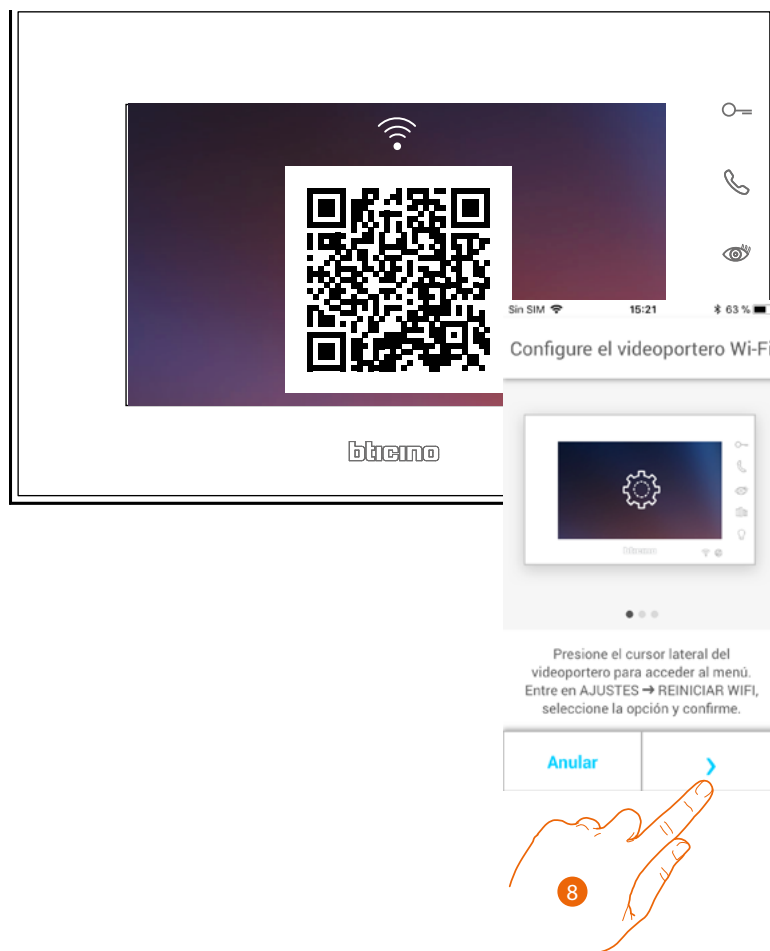 bticino
Sin SIM 15:21 63 %
Configure el videoportero Wi-Fi
bticino
Presione el cursor lateral del
videoportero para acceder al menú.
Entre en AJUSTES → REINICIAR WIFI,
seleccione la opción y confirme.
Anular
8